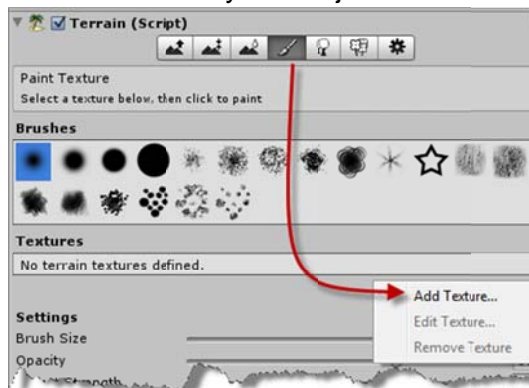 Terrain (Script)
Paint Texture
Select a texture below, then click to paint
Brushes
Textures
No terrain textures defined.
Add Texture...
Edit Texture...
Remove Texture
Settings
Brush Size
Opacity
Strength